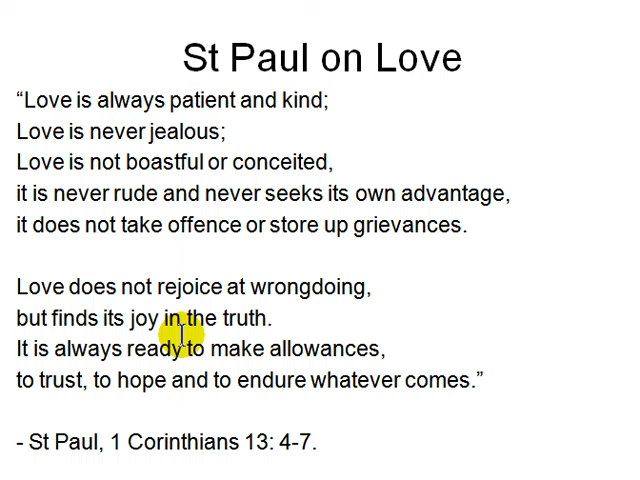 St Paul on Love
“Love is always patient and kind;
Love is never jealous;
Love is not boastful or conceited,
it is never rude and never seeks its own advantage,
it does not take offence or store up grievances.
Love does not rejoice at wrongdoing,
but finds its joy in the truth.
It is always ready to make allowances,
to trust, to hope and to endure whatever comes.”
- St Paul, 1 Corinthians 13: 4-7.